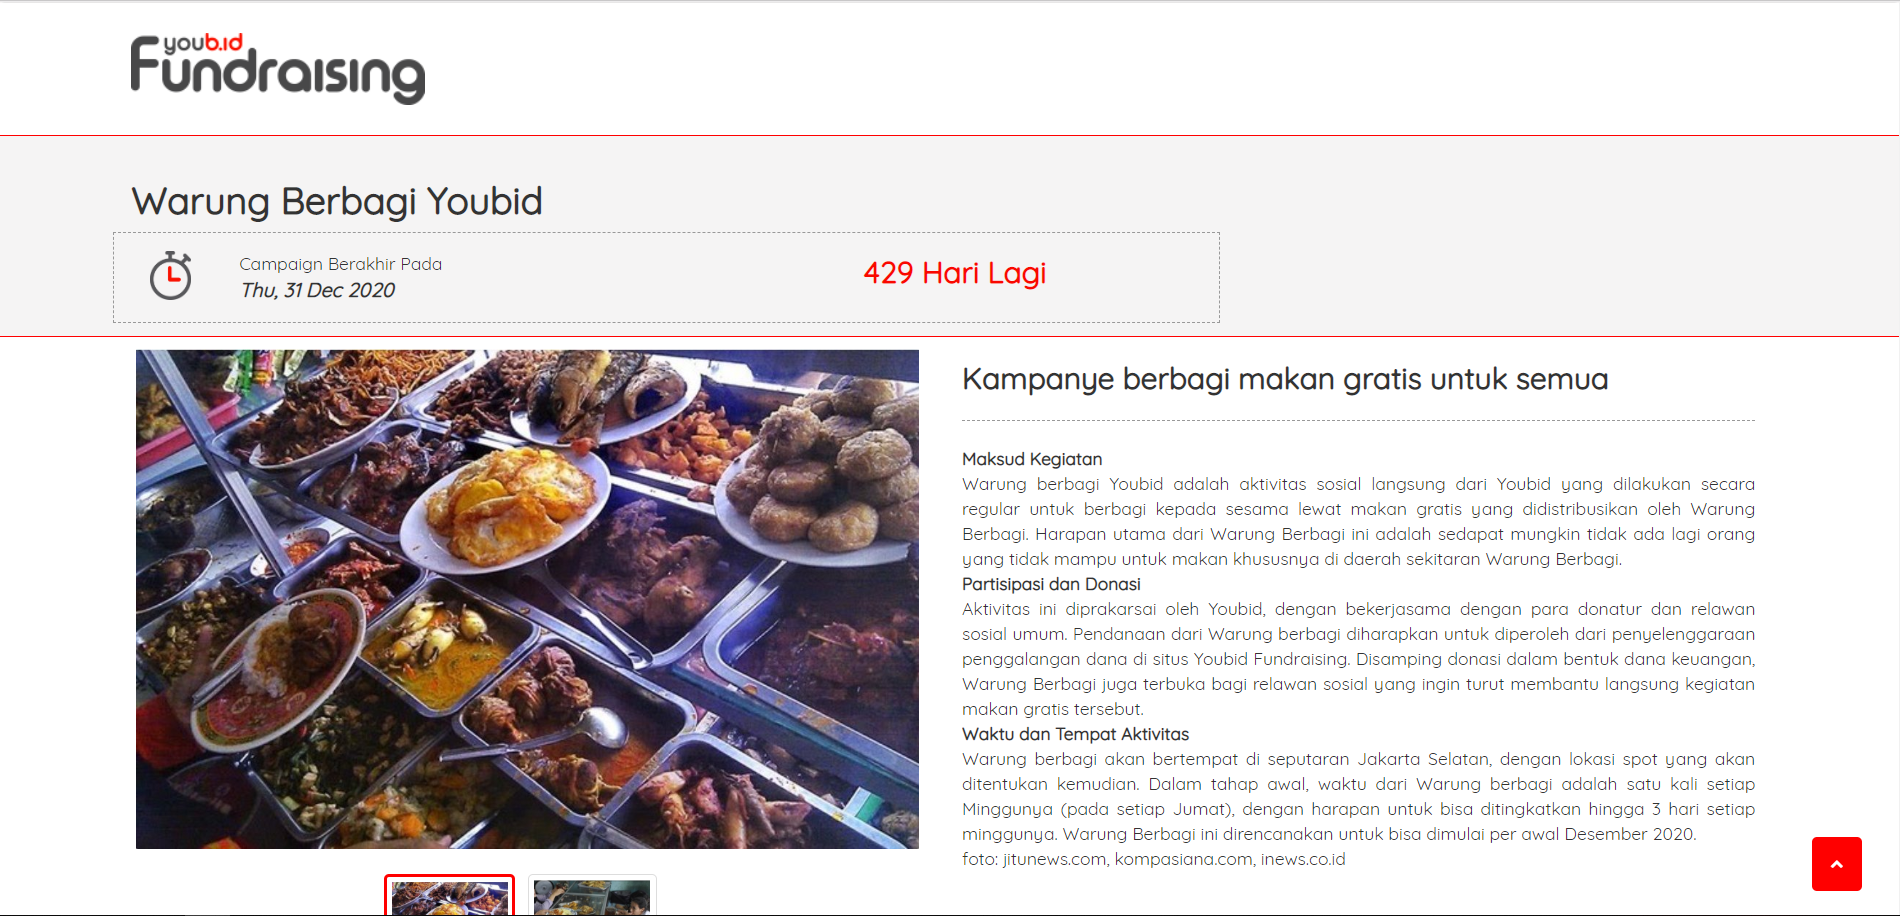 youb.id
Fundraising
Warung Berbagi Youbid
Campaign Berakhir Pada
Thu, 31 Dec 2020
429 Hari Lagi
Kampanye berbagi makan gratis untuk semua
Maksud Kegiatan
Warung berbagi Youbid adalah aktivitas sosial langsung dari Youbid yang dilakukan secara
regular untuk berbagi kepada sesama lewat makan gratis yang didistribusikan oleh Warung
Berbagi. Harapan utama dari Warung Berbagi ini adalah sedapat mungkin tidak ada lagi orang
yang tidak mampu untuk makan khususnya di daerah sekitaran Warung Berbagi.
Partisipasi dan Donasi
Aktivitas ini diprakarsai oleh Youbid, dengan bekerjasama dengan para donatur dan relawan
sosial umum. Pendanaan dari Warung berbagi diharapkan untuk diperoleh dari penyelenggaraan
penggalangan dana di situs Youbid Fundraising. Disamping donasi dalam bentuk dana keuangan,
Warung Berbagi juga terbuka bagi relawan sosial yang ingin turut membantu langsung kegiatan
makan gratis tersebut.
Waktu dan Tempat Aktivitas
Warung berbagi akan bertempat di seputaran Jakarta Selatan, dengan lokasi spot yang akan
ditentukan kemudian. Dalam tahap awal, waktu dari Warung berbagi adalah satu kali setiap
Minggunya (pada setiap Jumat), dengan harapan untuk bisa ditingkatkan hingga 3 hari setiap
minggunya. Warung Berbagi ini direncanakan untuk bisa dimulai per awal Desember 2020.
foto: jitunews.com, kompasiana.com, inews.co.id